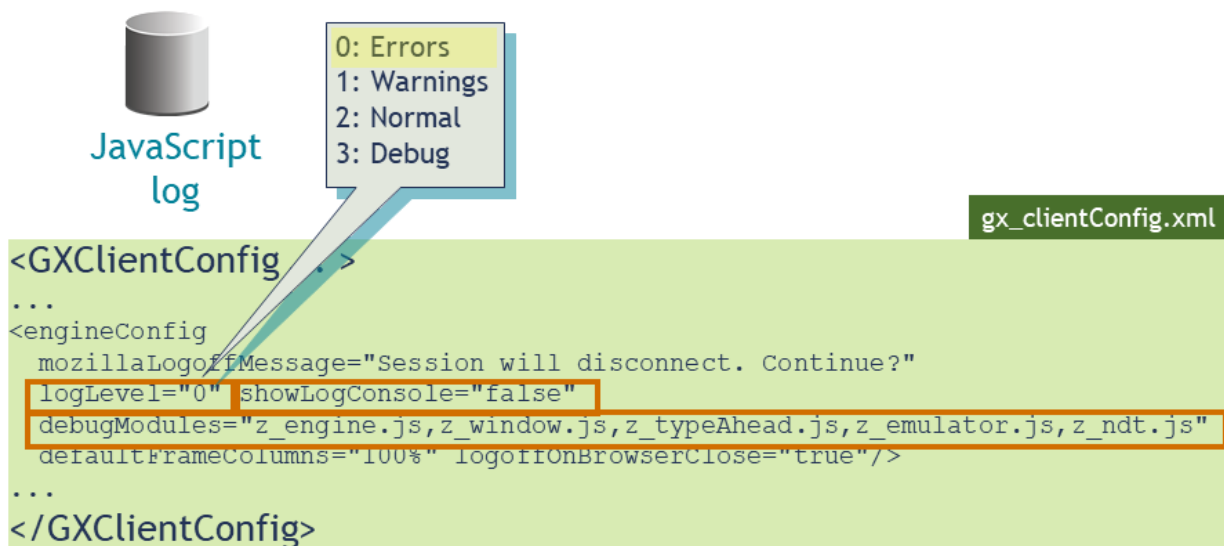 JavaScript
log
0: Errors
1: Warnings
2: Normal
3: Debug
gx_clientConfig.xml
<GXClientConfig . >
...
<engineConfig
mozillaLogoffMessage="Session will disconnect. Continue?"
logLevel="0" showLogConsole="false"
debugModules="z_engine.js,z_window.js,z_typeAhead.js,z_emulator.js,z_ndt.js"
defaultFrameColumns="100%" logoffOnBrowserClose="true"/>
...
</GXClientConfig>